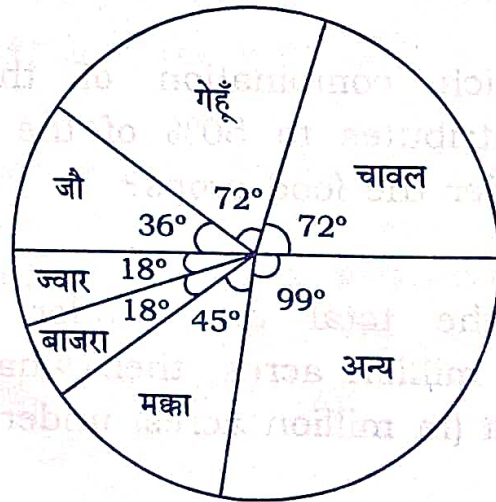 गेहूँ
चावल
जौ
72°
36°
72°
ज्वार
18°
18°
45°
99°
बाजरा
अन्य
मक्का